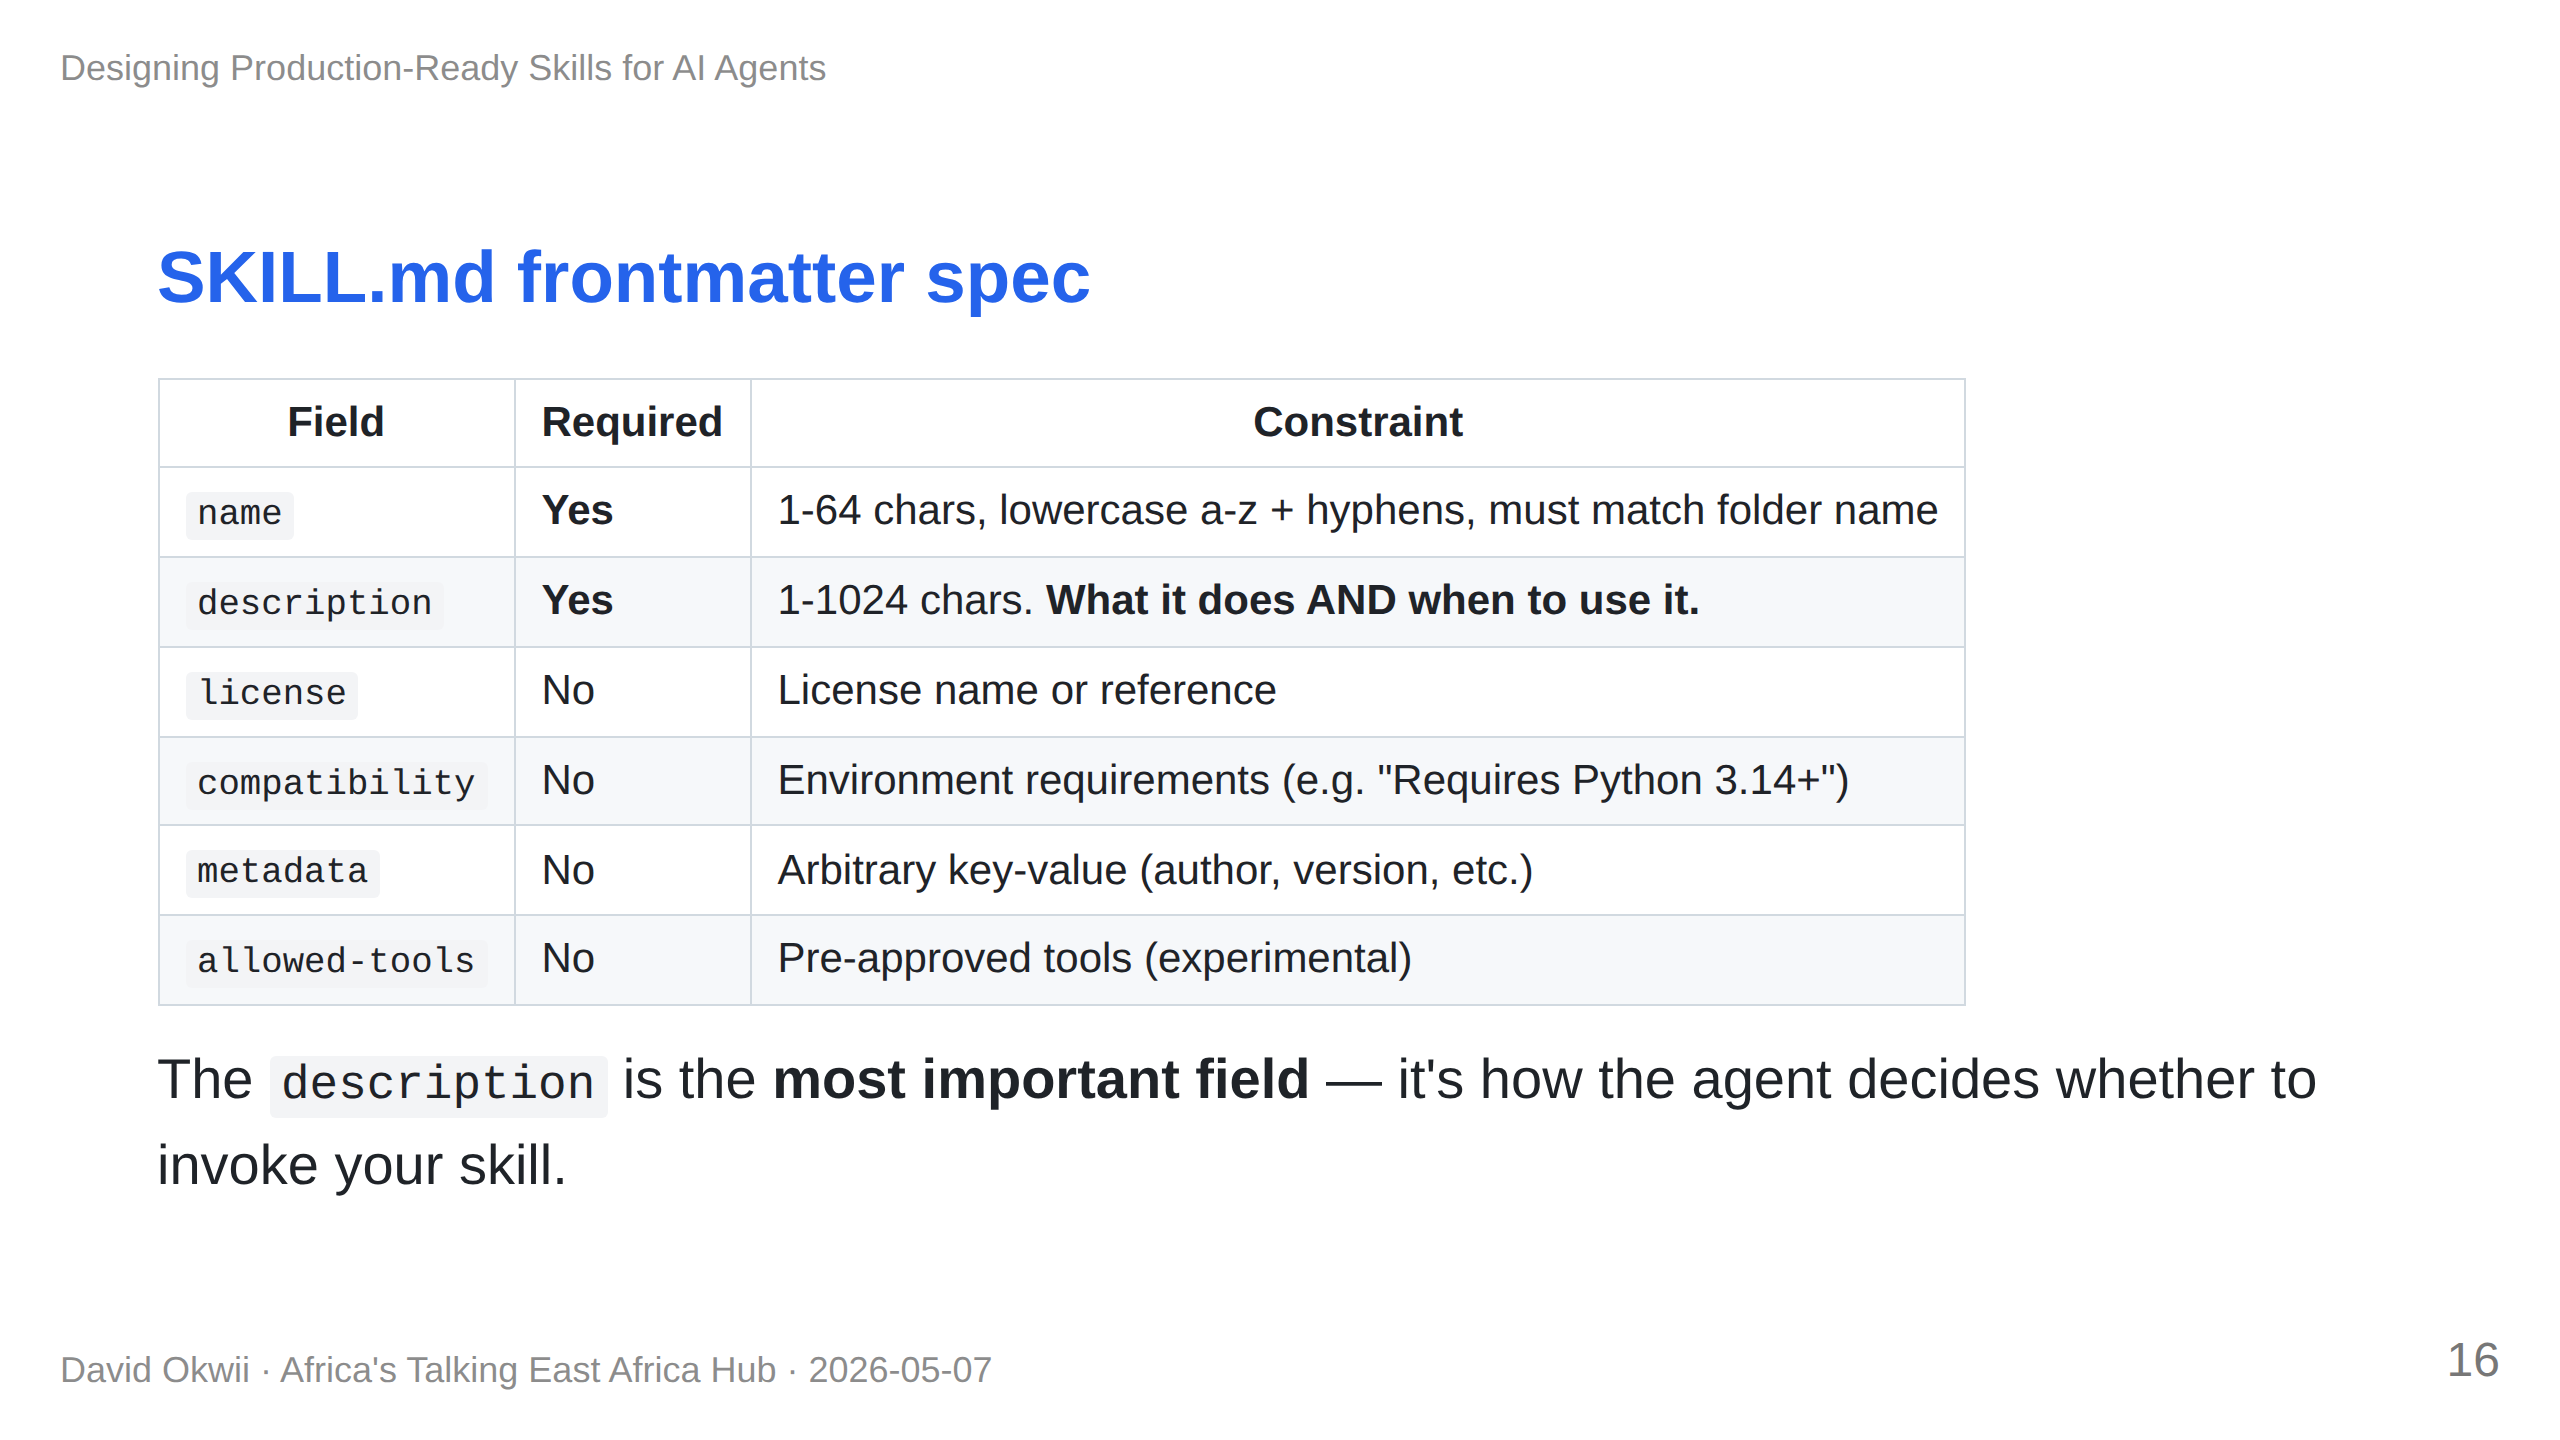 Designing Production-Ready Skills for AI Agents
SKILL.md frontmatter spec
Field Required Constraint
name Yes 1-64 chars, lowercase a-z + hyphens, must match folder name
description Yes 1-1024 chars. What it does AND when to use it.
license No License name or reference
compatibility No Environment requirements (e.g. "Requires Python 3.14+")
metadata No Arbitrary key-value (author, version, etc.)
allowed-tools No Pre-approved tools (experimental)
The description is the most important field — it's how the agent decides whether to
invoke your skill.
David Okwii · Africa's Talking East Africa Hub · 2026-05-07
16